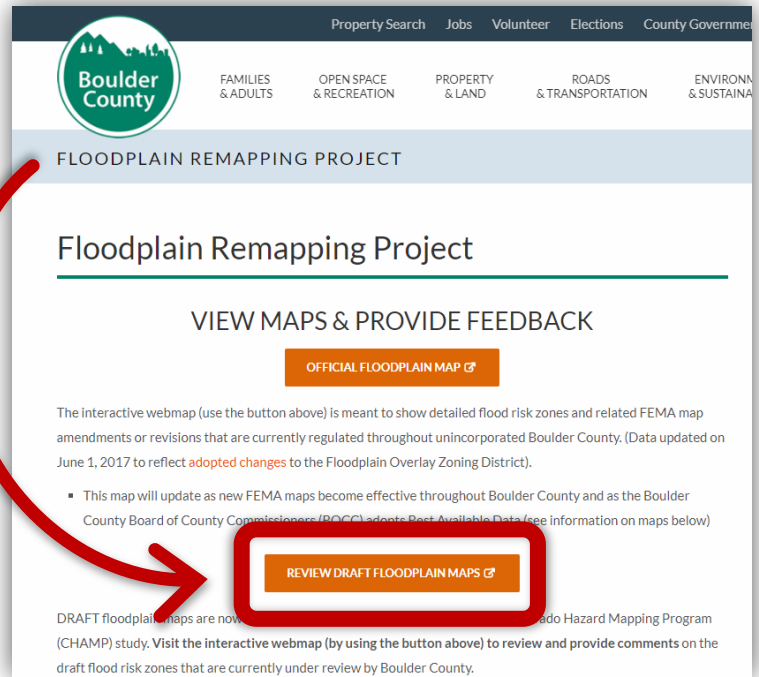 Property Search Jobs Volunteer Elections County
Boulder
County
FAMILIES
& ADULTS
OPEN SPACE
& RECREATION
PROPERTY
& LAND
ROADS
& TRANSPORTATION
FLOODPLAIN REMAPPING PROJECT
Floodplain Remapping Project
VIEW MAPS & PROVIDE FEEDBACK
OFFICIAL FLOODPLAIN MAP
The interactive webmap (use the button above) is meant to show detailed flood risk zones and related FEMA map
amendments or revisions that are currently regulated throughout unincorporated Boulder County. (Data updated on
June 1, 2017 to reflect adopted changes to the Floodplain Overlay Zoning District).
▪ This map will update as new FEMA maps become effective throughout Boulder County and as the Boulder
County Board of County Commissioners (BOCC) adopts Best Available Data (see information on maps below)
REVIEW DRAFT FLOODPLAIN MAPS
DRAFT floodplain maps are now Hazard Mapping Program
(CHAMP) study. Visit the interactive webmap (by using the button above) to review and provide comments on the
draft flood risk zones that are currently under review by Boulder County.